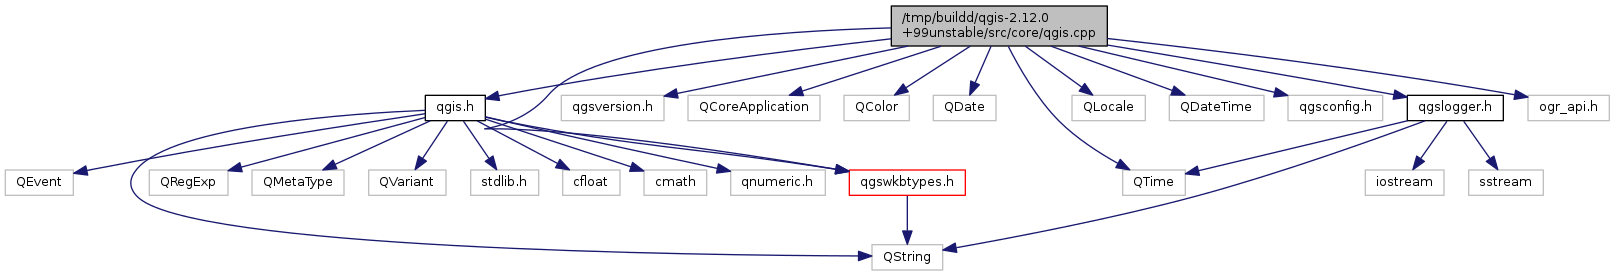 /tmp/buildd/qgis-2.12.0
+99unstable/src/core/qgis.cpp
qgis.h
qgsversion.h
QCoreApplication
QColor
QDate
QLocale
QDateTime
qgsconfig.h
qgslogger.h
ogr_api.h
QEvent
QRegExp
QMetaType
QVariant
stdlib.h
cfloat
cmath
qnumeric.h
qgswkbtypes.h
QTime
iostream
sstream
QString